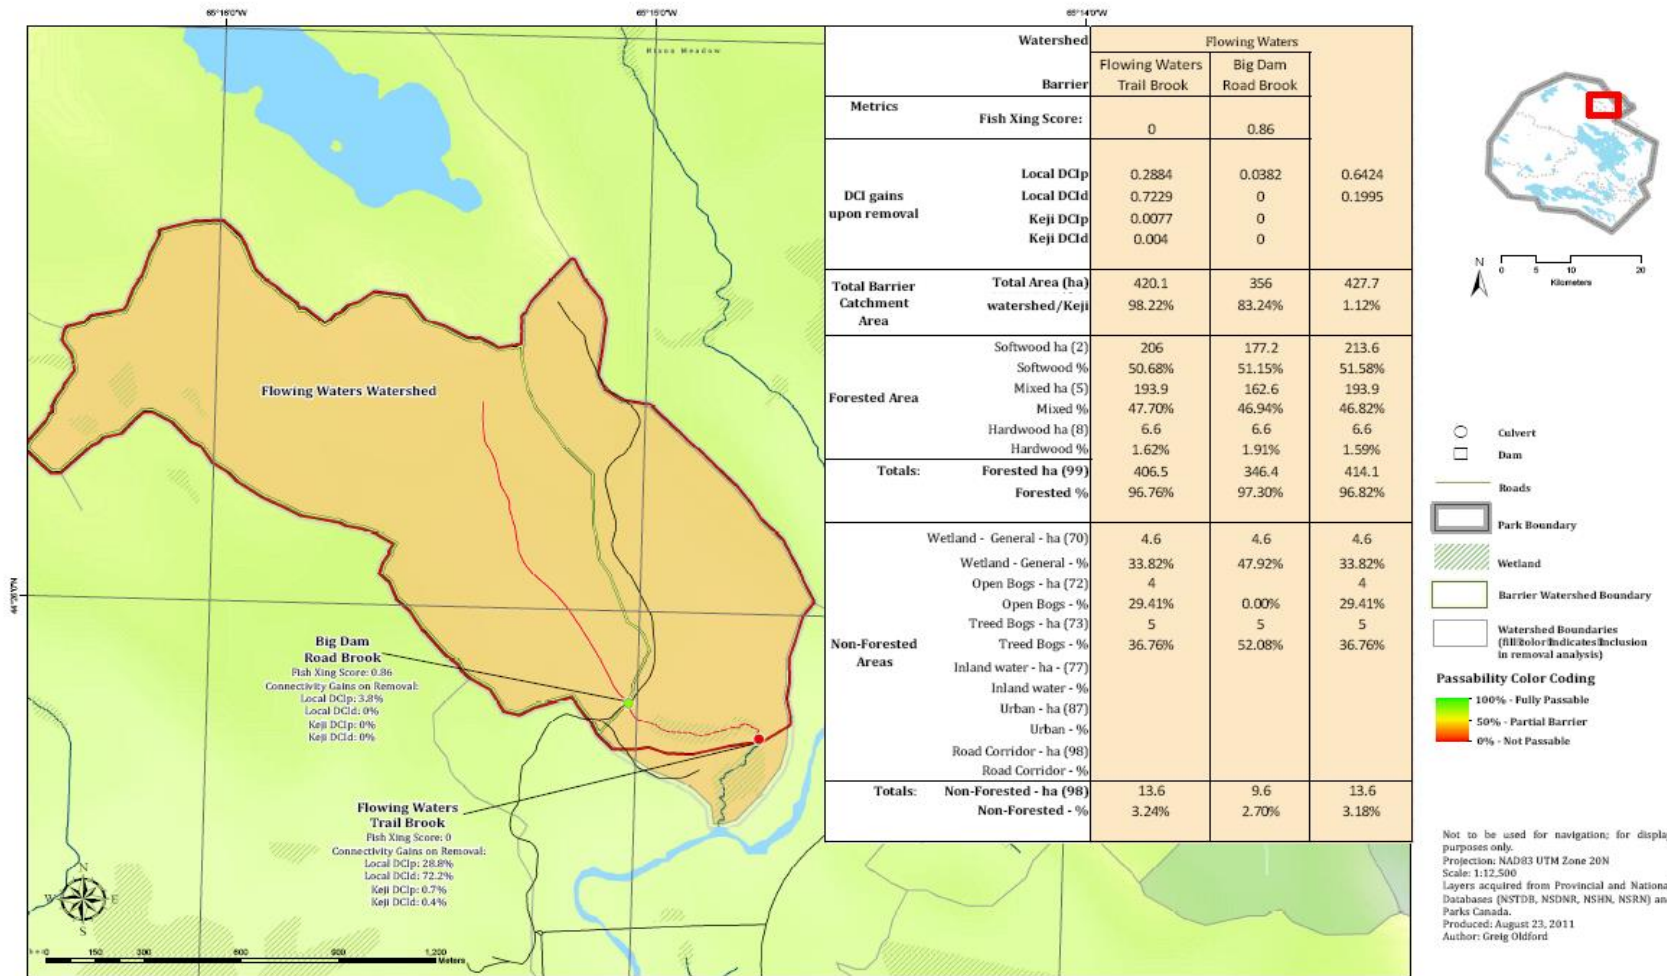 65°16'0"W
65°15'0"W
65°14'0"W
44°26'0"N
Flowing Waters Watershed
Big Dam
Road Brook
Fish Xing Score: 0.86
Connectivity Gains on Removal:
Local DCIp: 3.8%
Local DCId: 0%
Keji DCIp: 0%
Keji DCId: 0%
Flowing Waters
Trail Brook
Fish Xing Score: 0
Connectivity Gains on Removal:
Local DCIp: 28.8%
Local DCId: 72.2%
Keji DCIp: 0.7%
Keji DCId: 0.4%
N
W E
S
0 150 300 600 900 1,200
Meters
Watershed Flowing Waters
Flowing Waters Big Dam
Barrier Trail Brook Road Brook
Metrics
Fish Xing Score: 0 0.86
Local DCIp 0.2884 0.0382 0.6424
DCI gains Local DCId 0.7229 0 0.1995
upon removal Keji DCIp 0.0077 0
Keji DCId 0.004 0
Total Barrier Total Area (ha) 420.1 356 427.7
Catchment watershed/Keji 98.22% 83.24% 1.12%
Area
Softwood ha (2) 206 177.2 213.6
Softwood % 50.68% 51.15% 51.58%
Forested Area Mixed ha (5) 193.9 162.6 193.9
Mixed % 47.70% 46.94% 46.82%
Hardwood ha (8) 6.6 6.6 6.6
Hardwood % 1.62% 1.91% 1.59%
Totals: Forested ha (99) 406.5 346.4 414.1
Forested % 96.76% 97.30% 96.82%
Wetland - General - ha (70) 4.6 4.6 4.6
Wetland - General - % 33.82% 47.92% 33.82%
Open Bogs - ha (72) 4 4
Open Bogs - % 29.41% 0.00% 29.41%
Treed Bogs - ha (73) 5 5 5
Non-Forested Treed Bogs - % 36.76% 52.08% 36.76%
Areas Inland water - ha - (77)
Inland water - %
Urban - ha (87)
Urban - %
Road Corridor - ha (98)
Road Corridor - %
Totals: Non-Forested - ha (98) 13.6 9.6 13.6
Non-Forested - % 3.24% 2.70% 3.18%
N
0 5 10 20
Kilometers
Culvert
Dam
Roads
Park Boundary
Wetland
Barrier Watershed Boundary
Watershed Boundaries
in removal analysis)
Passability Color Coding
100% - Fully Passable
50% - Partial Barrier
0% - Not Passable
Not to be used for navigation; for displa
purposes only.
Projection: NAD83 UTM Zone 20N
Scale: 1:12,500
Layers acquired from Provincial and Nationa
Databases (NSTDB, NSDNR, NSHN, NSRN) an
Parks Canada.
Produced: August 23, 2011
Author: Greig Oldford